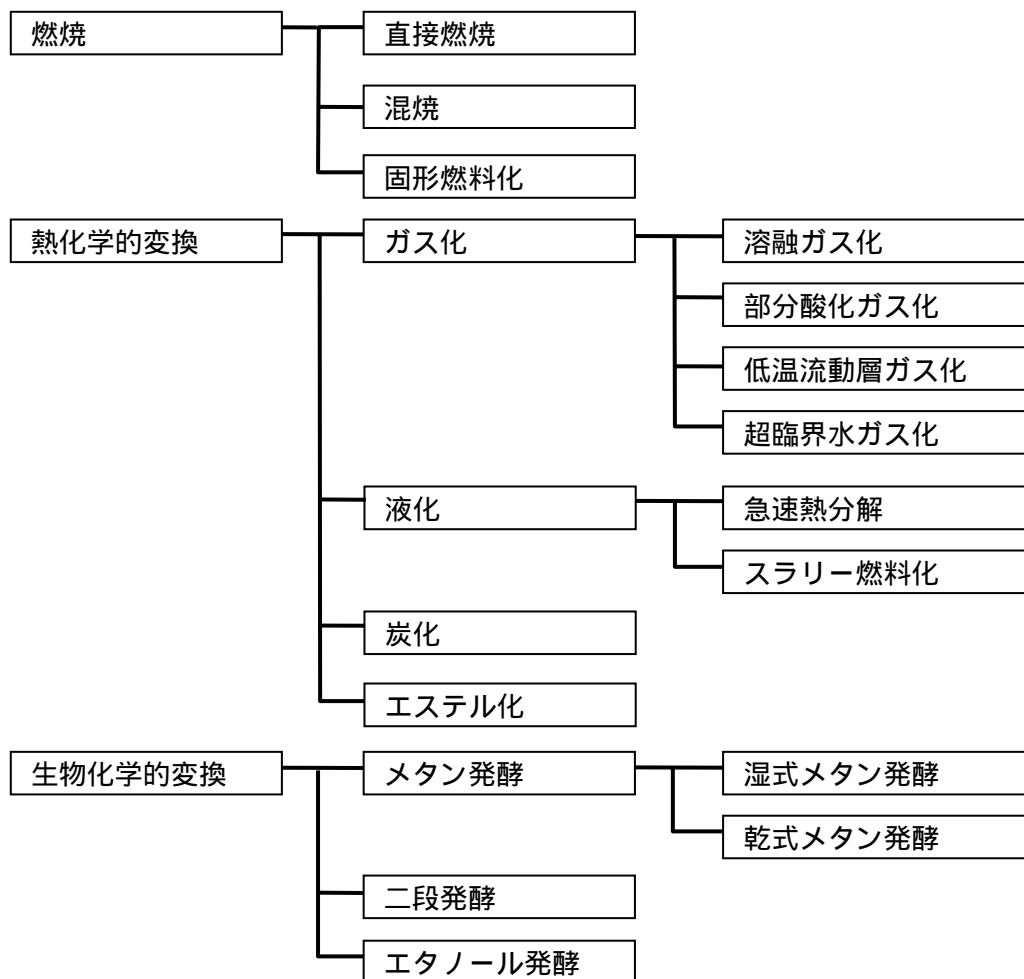 燃焼
直接燃焼
混焼
固形燃料化
熱化学的変換
ガス化
溶融ガス化
部分酸化ガス化
低温流動層ガス化
超臨界水ガス化
液化
急速熱分解
スラリー燃料化
炭化
エステル化
生物化学的変換
メタン発酵
湿式メタン発酵
乾式メタン発酵
二段発酵
エタノール発酵